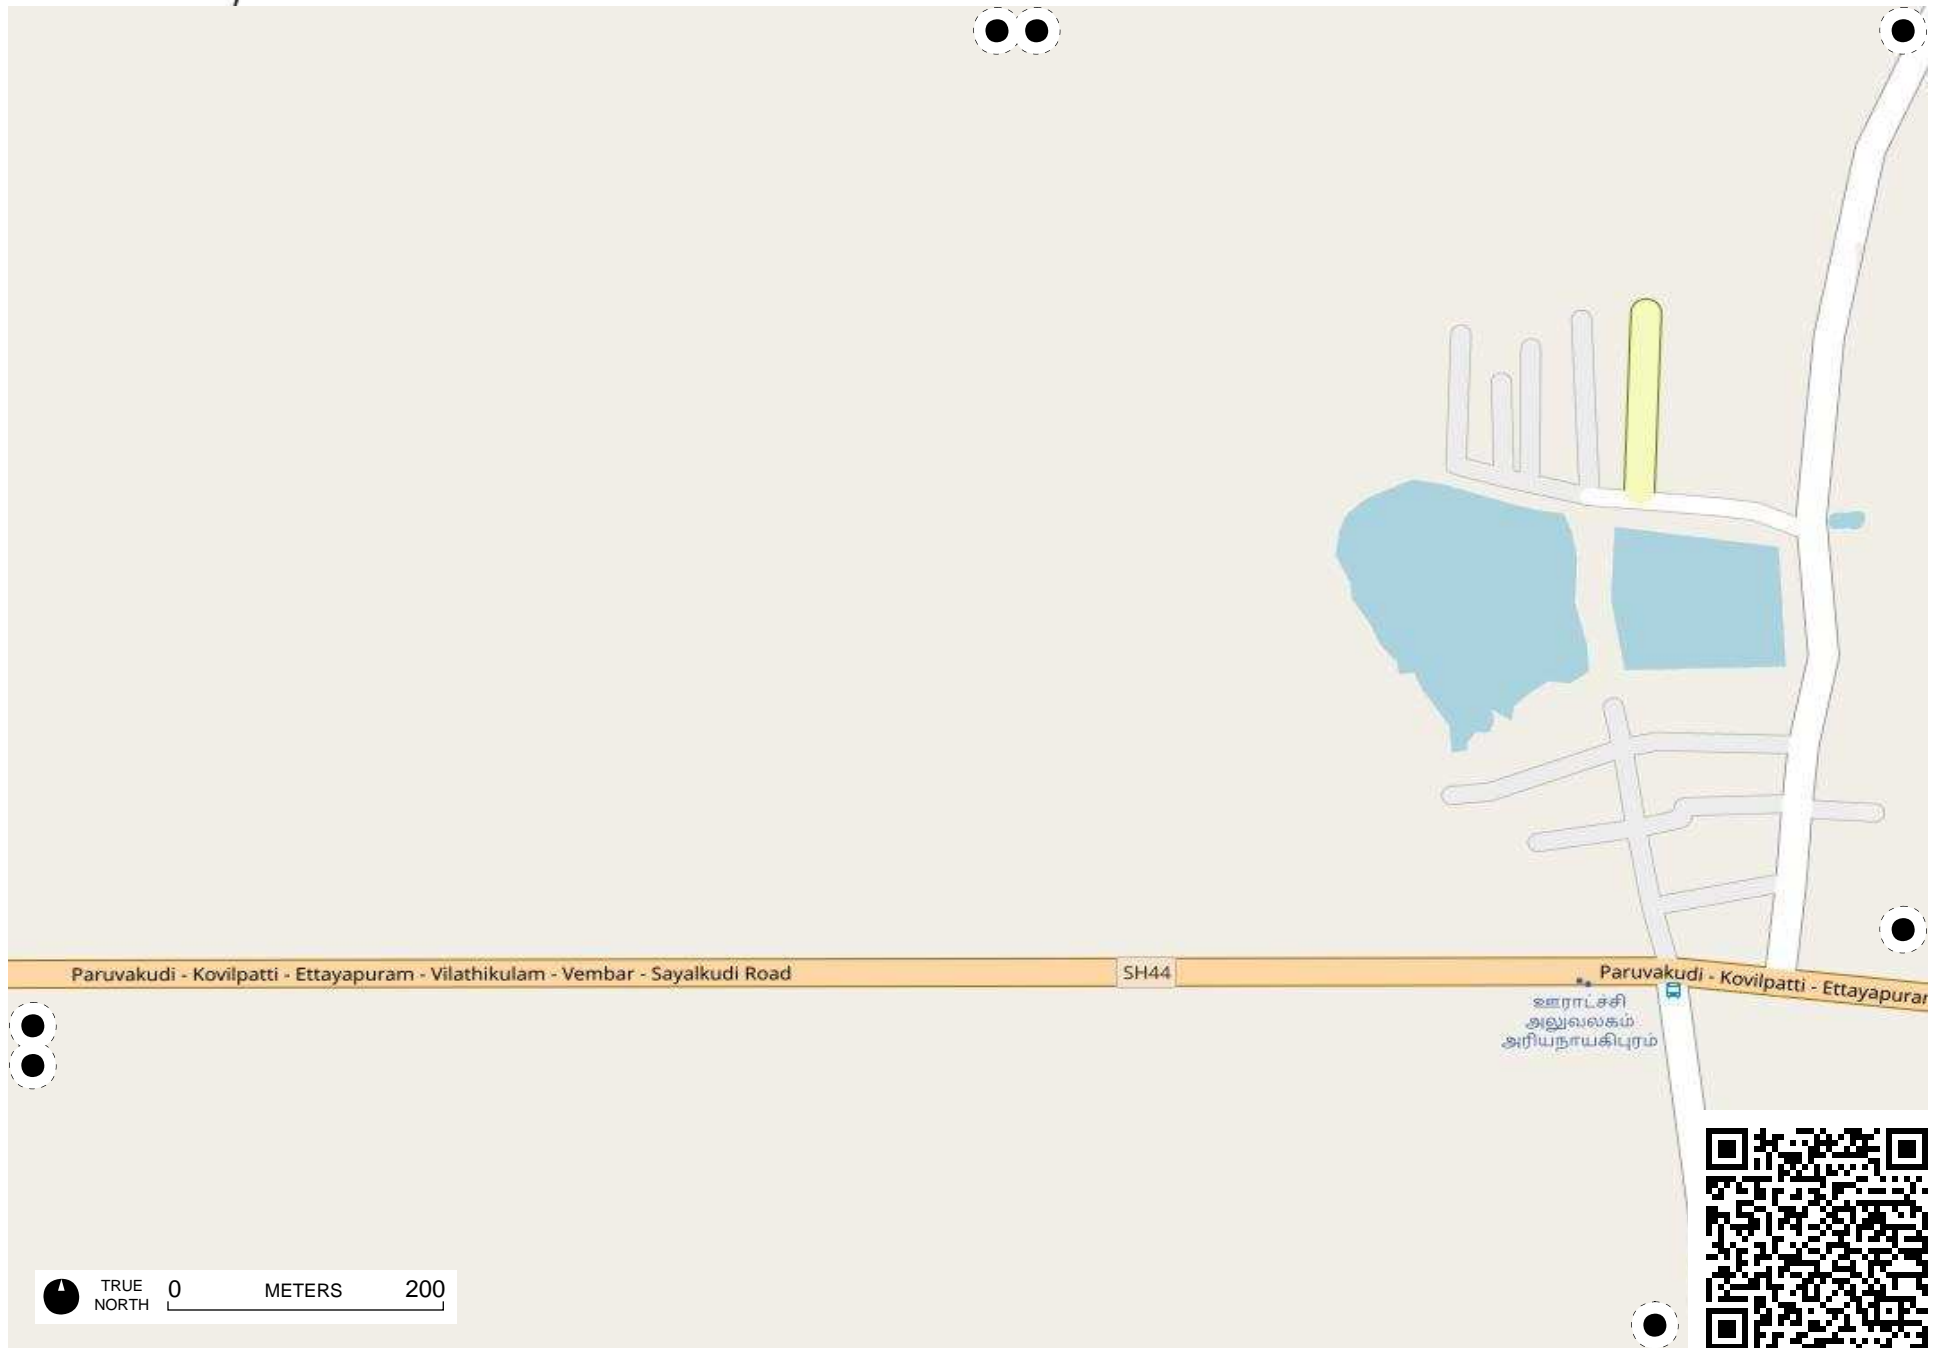 Paruvakudi - Kovilpatti - Ettayapuram - Vilathikulam - Vembar - Sayalkudi Road
SH44
Paruvakudi - Kovilpatti - Ettayapuram
ஊராட்ச்சி
அலுவலகம்
அரியநாயகிபுரம்
TRUE
NORTH
0 METERS 200